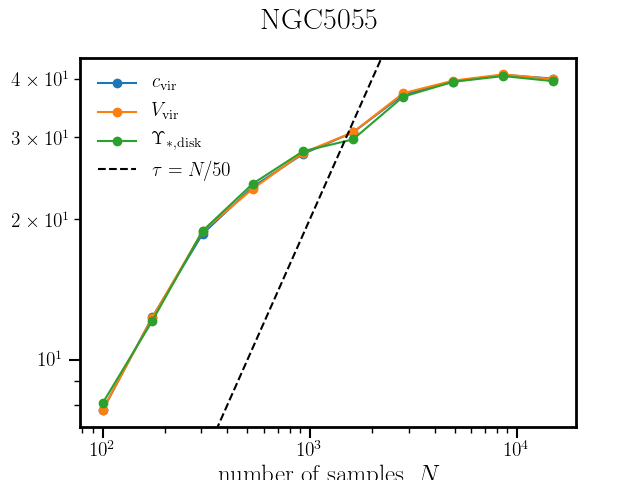 NGC5055
c_vir
V_vir
Υ_{*,disk}
τ = N/50
4 × 10^1
3 × 10^1
2 × 10^1
10^1
10^2 10^3 10^4
number of samples, N